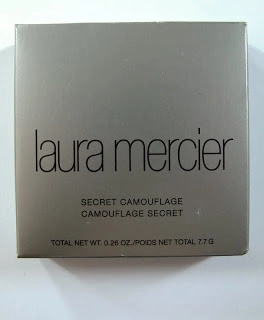 laura mercier
SECRET CAMOUFLAGE
CAMOUFLAGE SECRET
TOTAL NET WT. 0.26 OZ./POIDS NET TOTAL 7.7 G